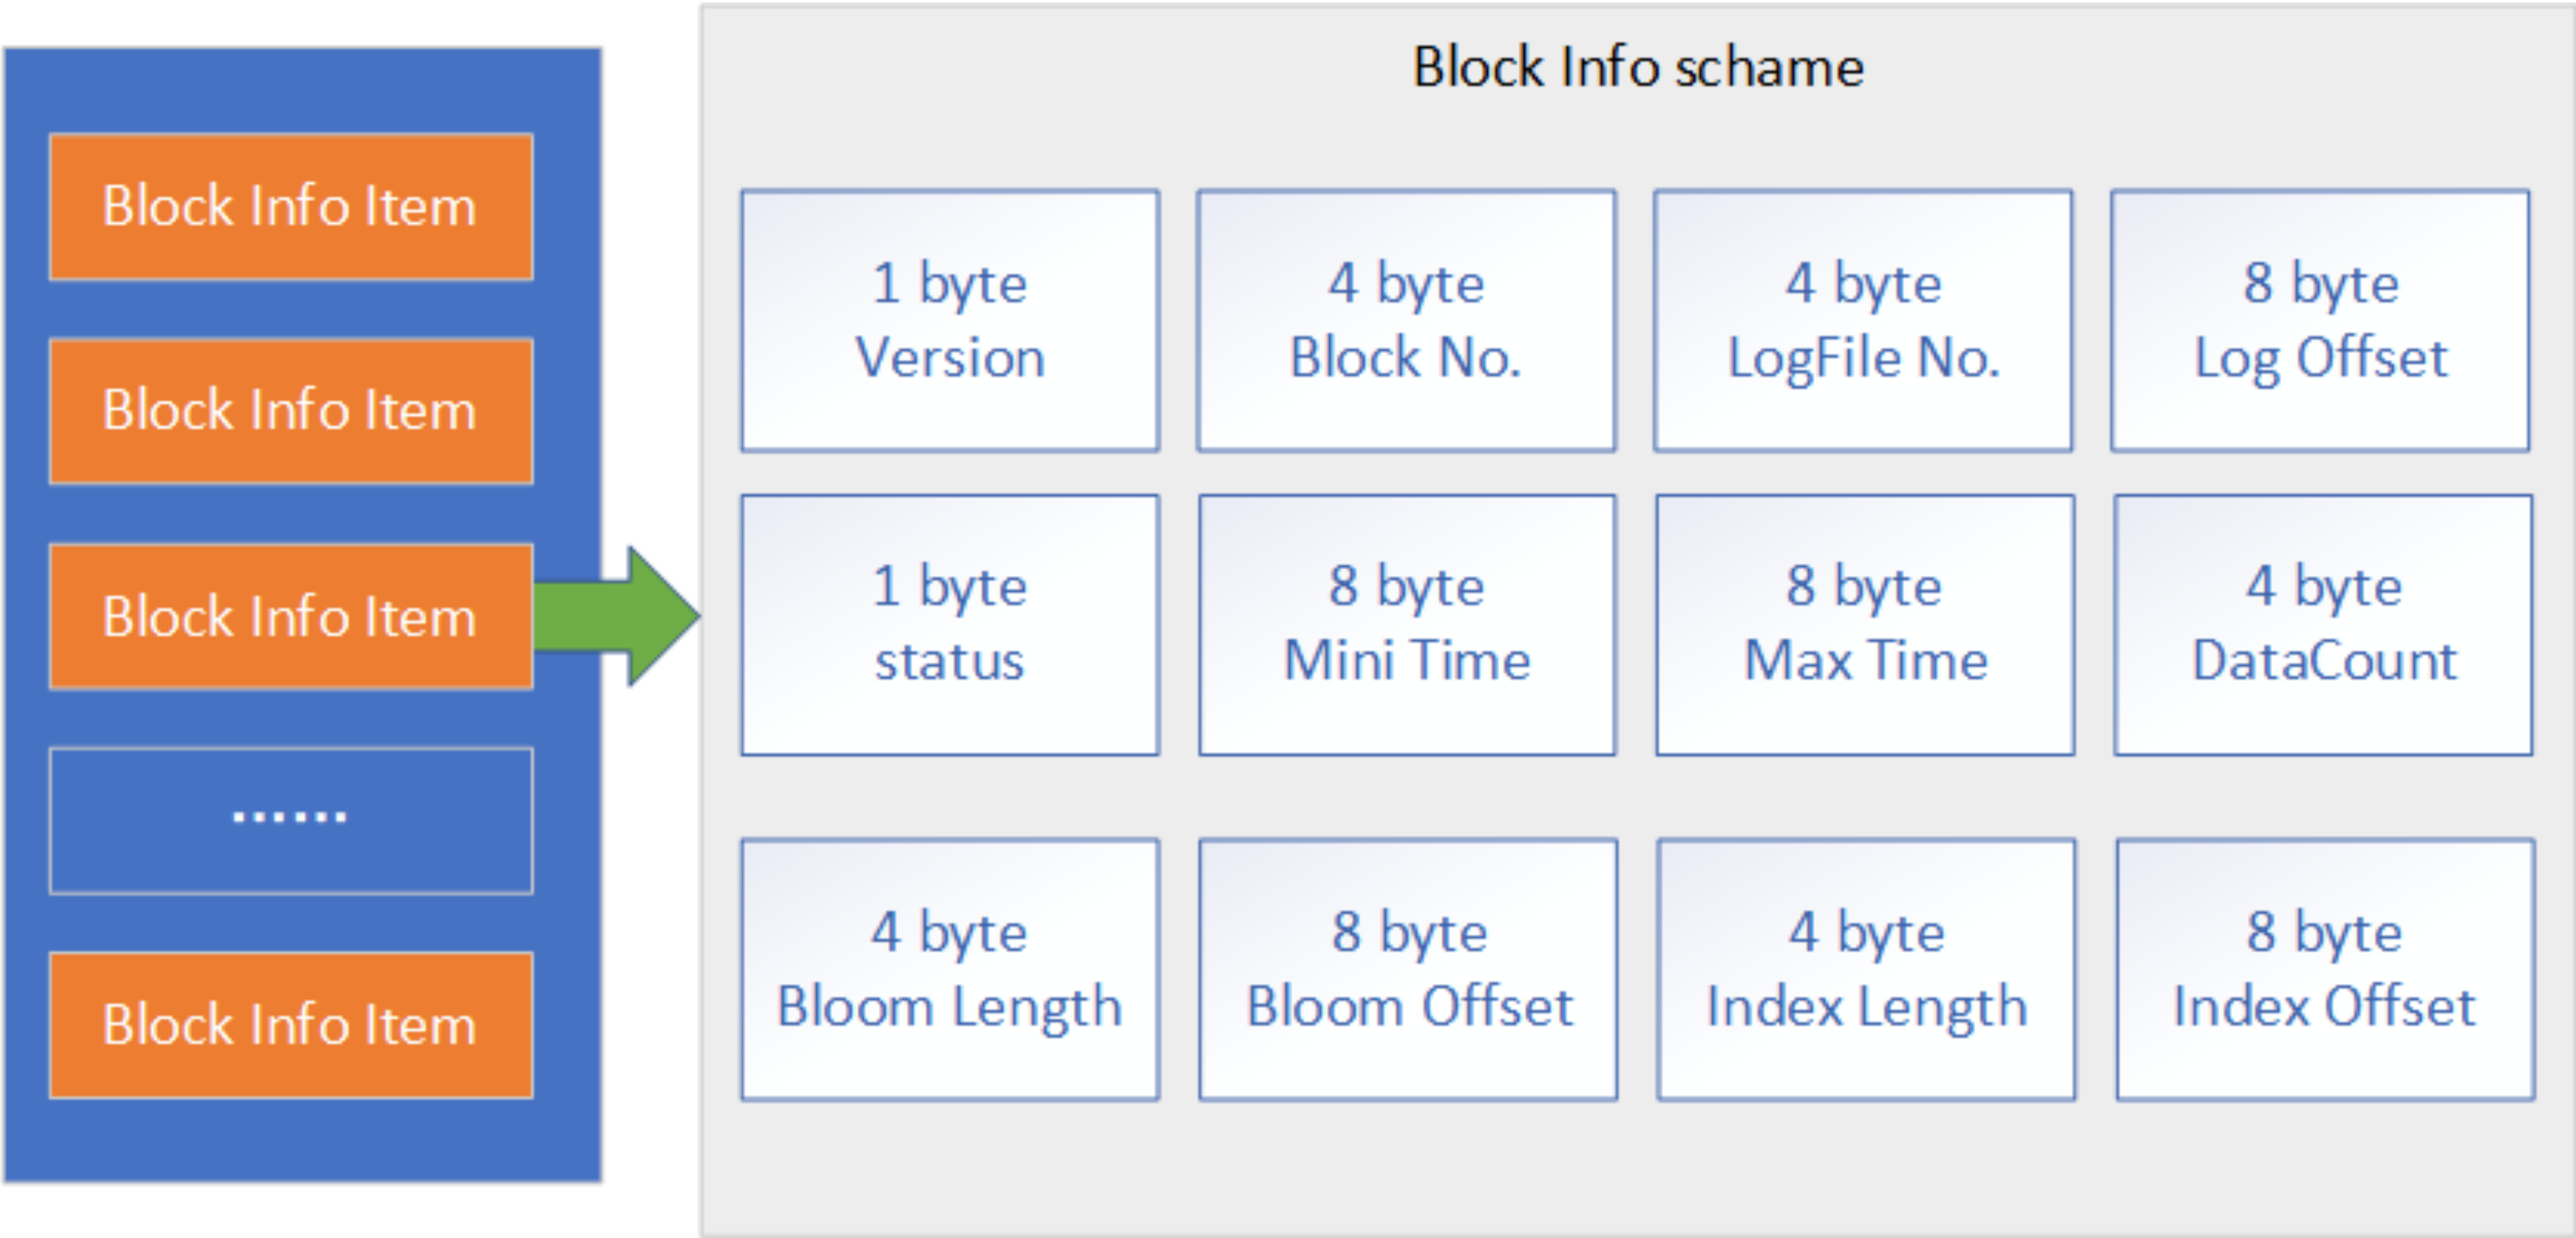 Block Info Item
Block Info Item
Block Info Item
......
Block Info Item
Block Info schame
1 byte
Version
4 byte
Block No.
4 byte
LogFile No.
8 byte
Log Offset
1 byte
status
8 byte
Mini Time
8 byte
Max Time
4 byte
DataCount
4 byte
Bloom Length
8 byte
Bloom Offset
4 byte
Index Length
8 byte
Index Offset